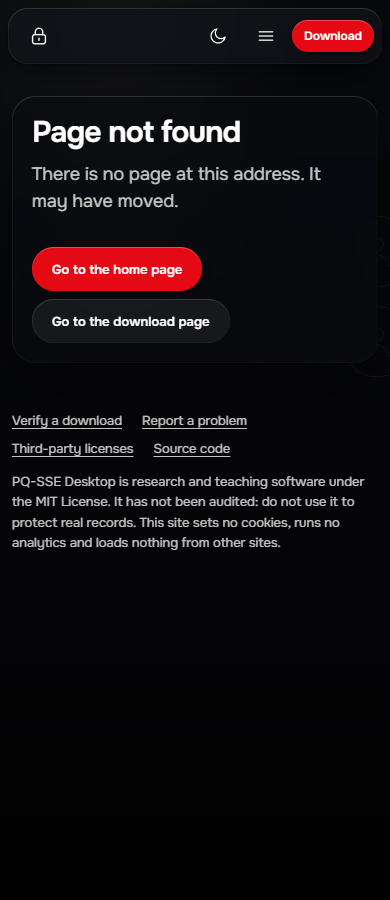 Download
Page not found
There is no page at this address. It
may have moved.
Go to the home page
Go to the download page
Verify a download Report a problem
Third-party licenses Source code
PQ-SSE Desktop is research and teaching software under
the MIT License. It has not been audited: do not use it to
protect real records. This site sets no cookies, runs no
analytics and loads nothing from other sites.